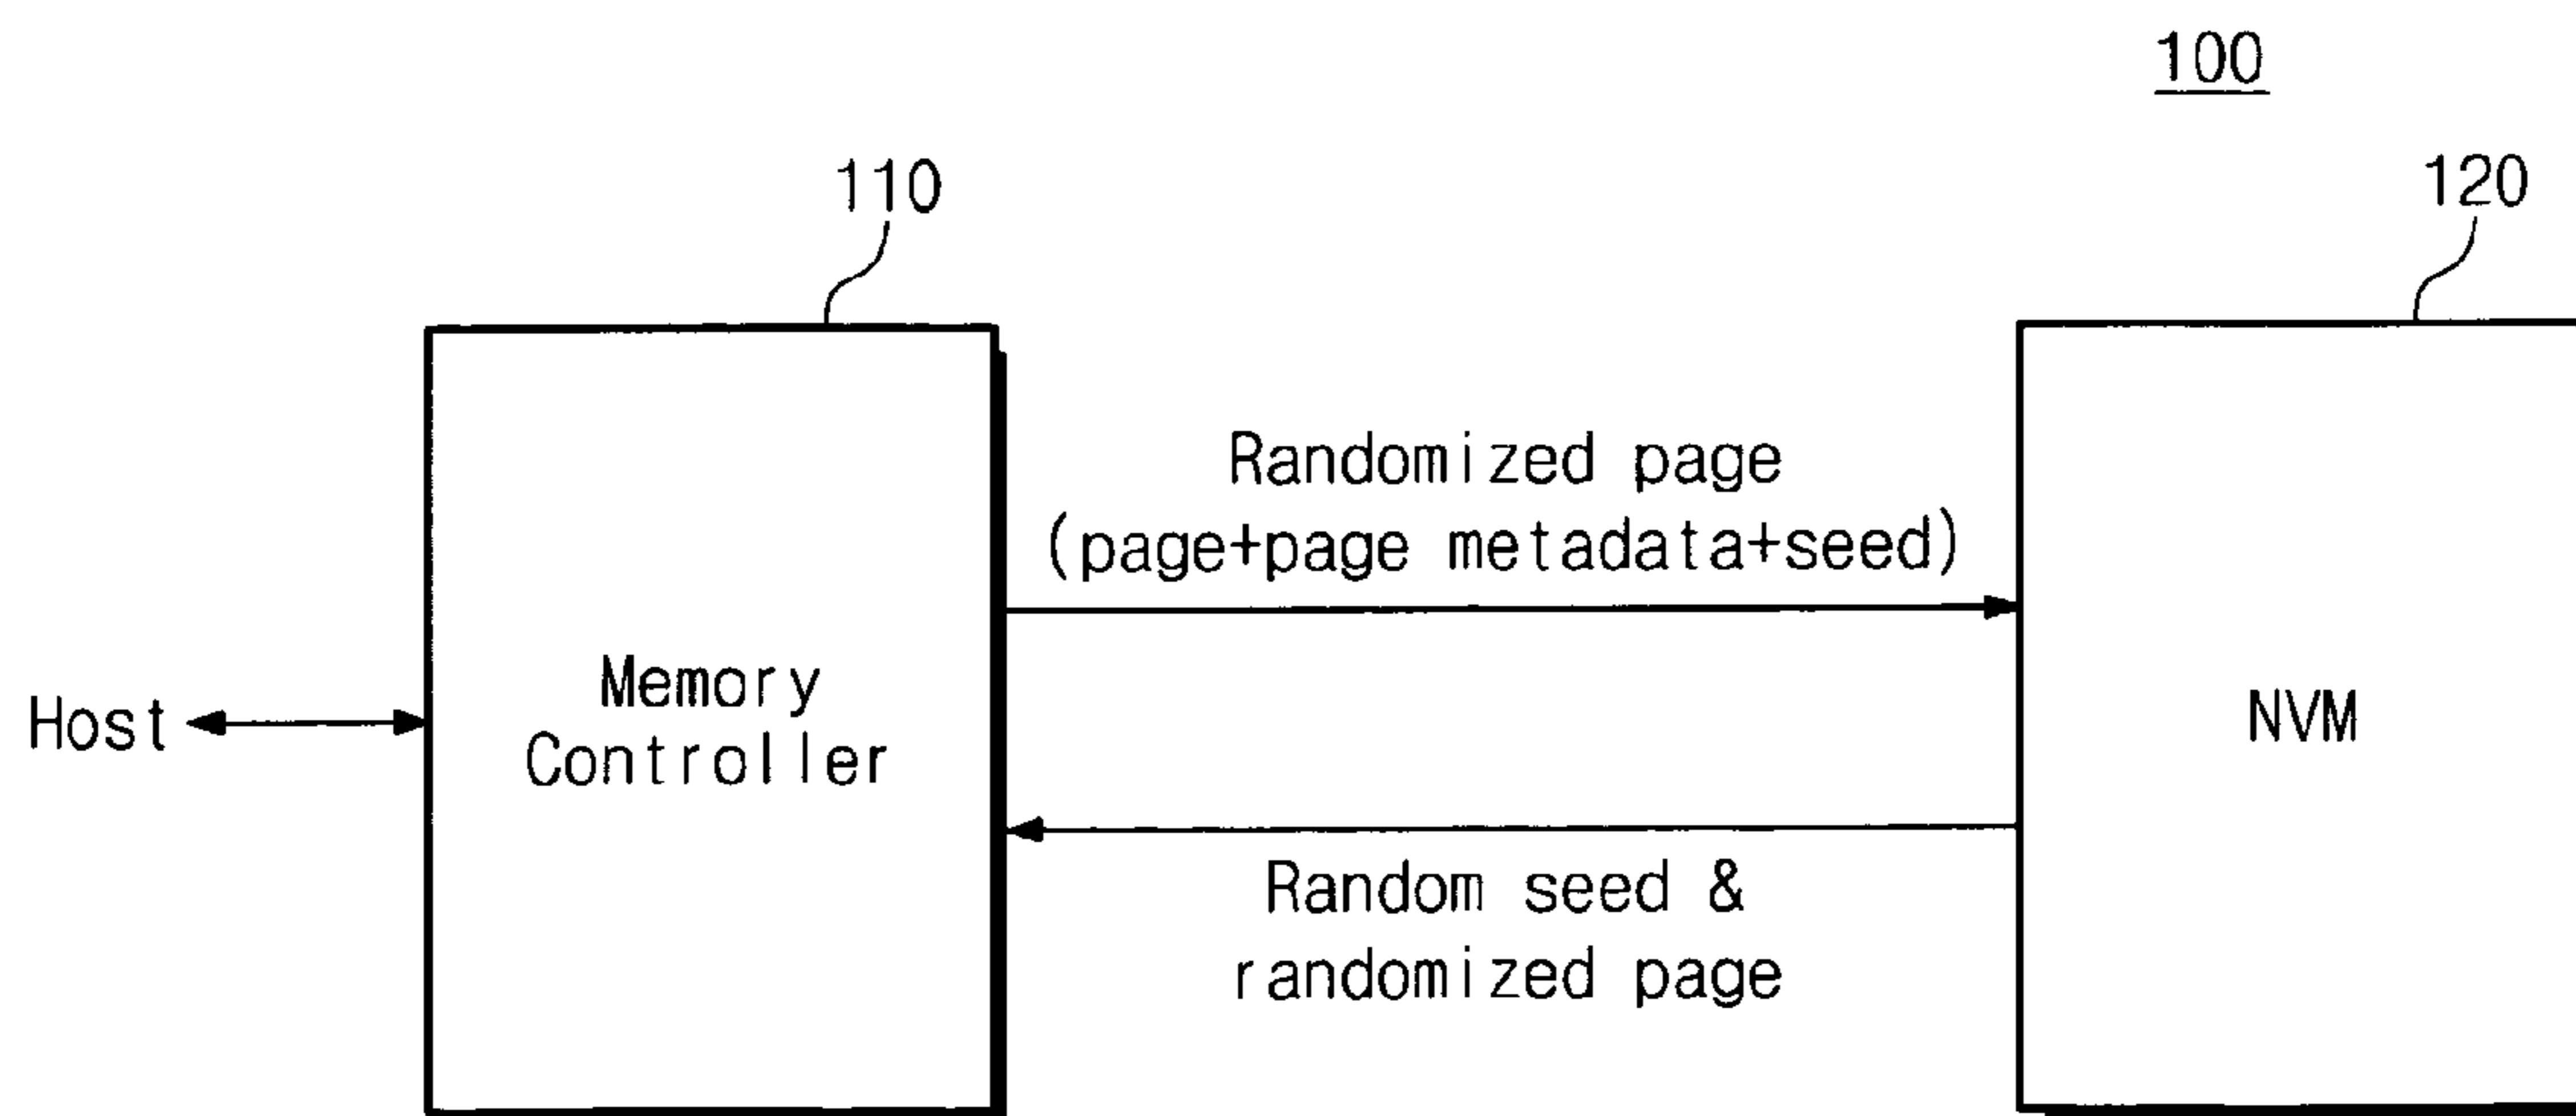 100
110
120
Randomized page
(page+page metadata+seed)
Memory
Controller
Host
NVM
Random seed &
randomized page